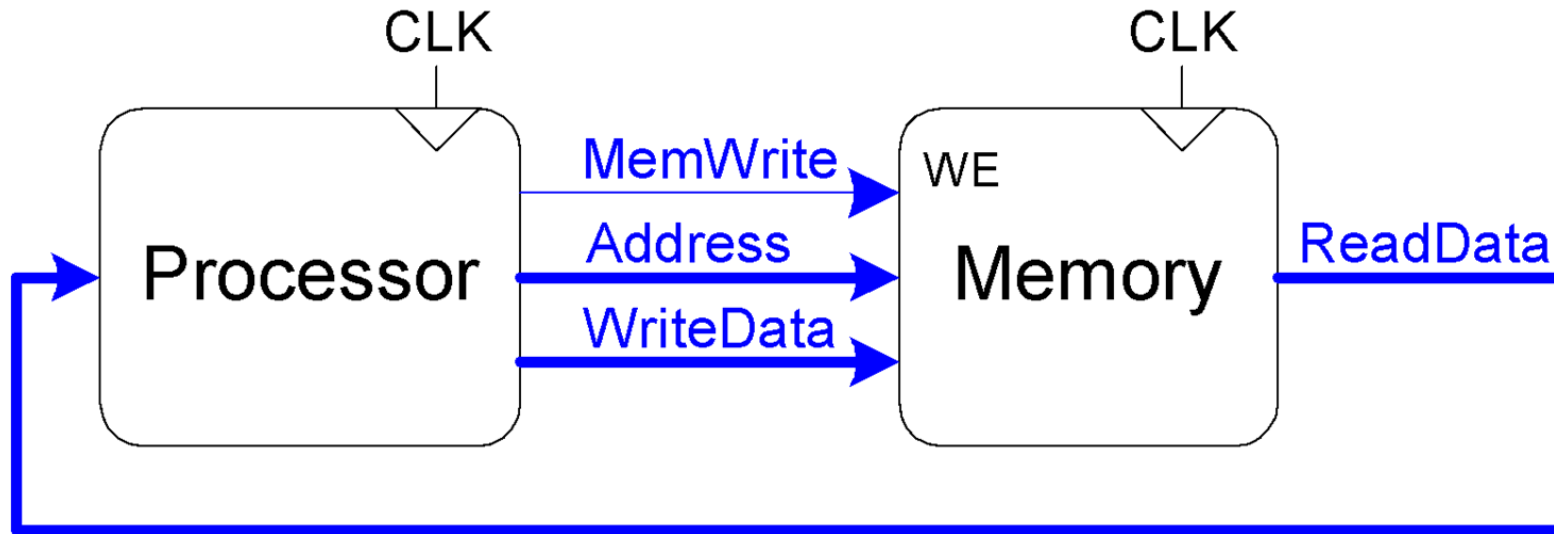 CLK
CLK
MemWrite
WE
Address
ReadData
Processor
Memory
WriteData